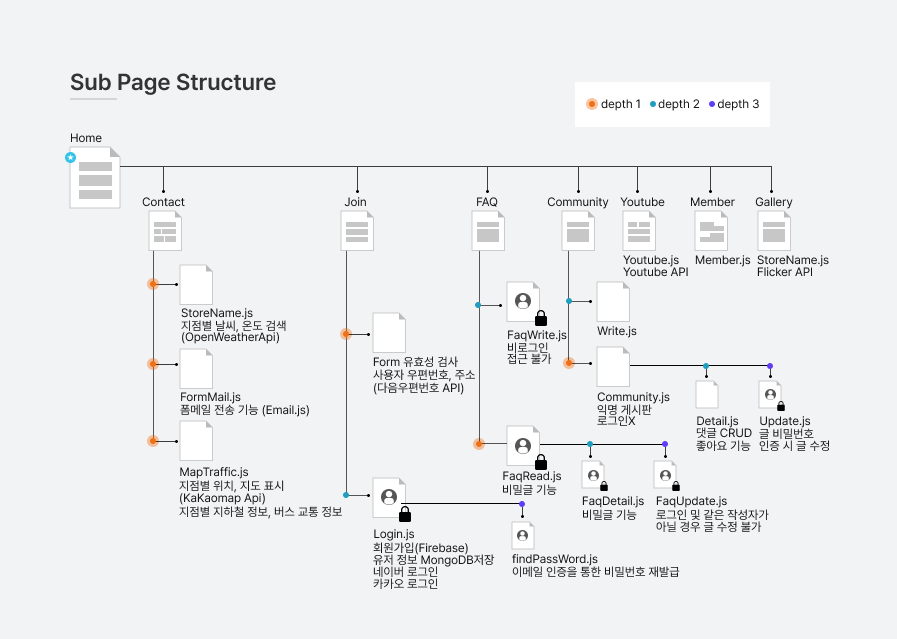 Sub Page Structure
depth 1
depth 2
depth 3
Home
Contact
Join
FAQ
Community
Youtube
Member
Gallery
Youtube.js
Youtube API
Member.js
StoreName.js
Flicker API
StoreName.js
지점별 날씨, 온도 검색
(OpenWeatherApi)
FormMail.js
폼메일 전송 기능 (Email.js)
MapTraffic.js
지점별 위치, 지도 표시
(KaKaomap Api)
지점별 지하철 정보, 버스 교통 정보
Form 유효성 검사
사용자 우편번호, 주소
(다음우편번호 API)
Login.js
회원가입(Firebase)
유저 정보 MongoDB저장
네이버 로그인
카카오 로그인
findPassWord.js
이메일 인증을 통한 비밀번호 재발급
FaqWrite.js
비로그인
접근 불가
FaqRead.js
비밀글 기능
FaqDetail.js
비밀글 기능
FaqUpdate.js
로그인 및 같은 작성자가
아닐 경우 글 수정 불가
Write.js
Community.js
익명 게시판
로그인X
Detail.js
댓글 CRUD
좋아요 기능
Update.js
글 비밀번호
인증 시 글 수정